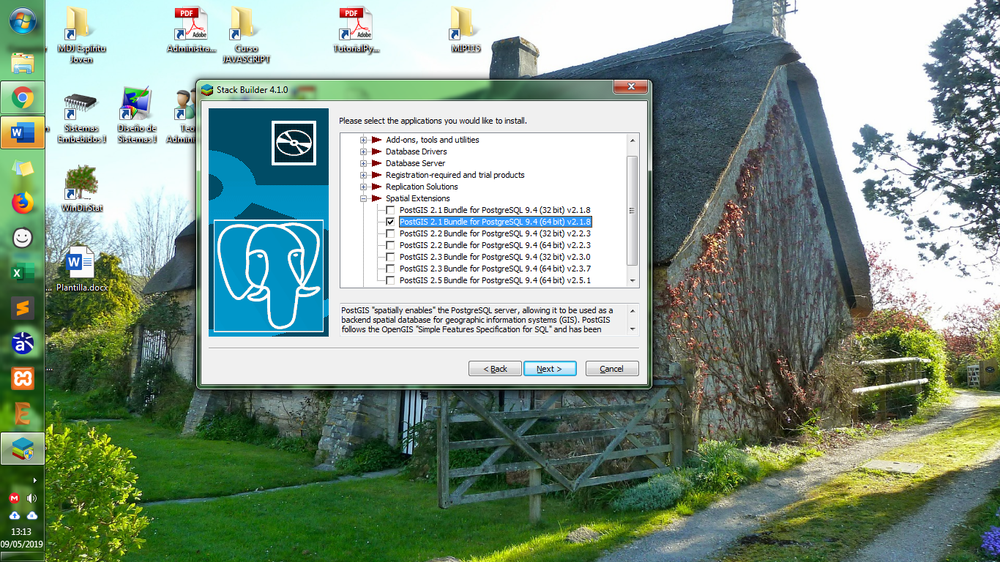 MDJ Espiritu
Joven
PDF
Adobe
Administra...
Curso
JAVASCRIPT
PDF
Adobe
TutorialPy...
MIP115
Sistemas
Embebidos I
Diseño de
Sistemas I
Teo
Admin
WinDirStat
Plantilla.docx
Stack Builder 4.1.0
Please select the applications you would like to install.
Add-ons, tools and utilities
Database Drivers
Database Server
Registration-required and trial products
Replication Solutions
Spatial Extensions
PostGIS 2.1 Bundle for PostgreSQL 9.4 (32 bit) v2.1.8
PostGIS 2.1 Bundle for PostgreSQL 9.4 (64 bit) v2.1.8
PostGIS 2.2 Bundle for PostgreSQL 9.4 (32 bit) v2.2.3
PostGIS 2.2 Bundle for PostgreSQL 9.4 (64 bit) v2.2.3
PostGIS 2.3 Bundle for PostgreSQL 9.4 (32 bit) v2.3.0
PostGIS 2.3 Bundle for PostgreSQL 9.4 (64 bit) v2.3.7
PostGIS 2.5 Bundle for PostgreSQL 9.4 (64 bit) v2.5.1
PostGIS "spatially enables" the PostgreSQL server, allowing it to be used as a
backend spatial database for geographic information systems (GIS). PostGIS
follows the OpenGIS "Simple Features Specification for SQL" and has been
< Back
Next >
Cancel
13:13
09/05/2019